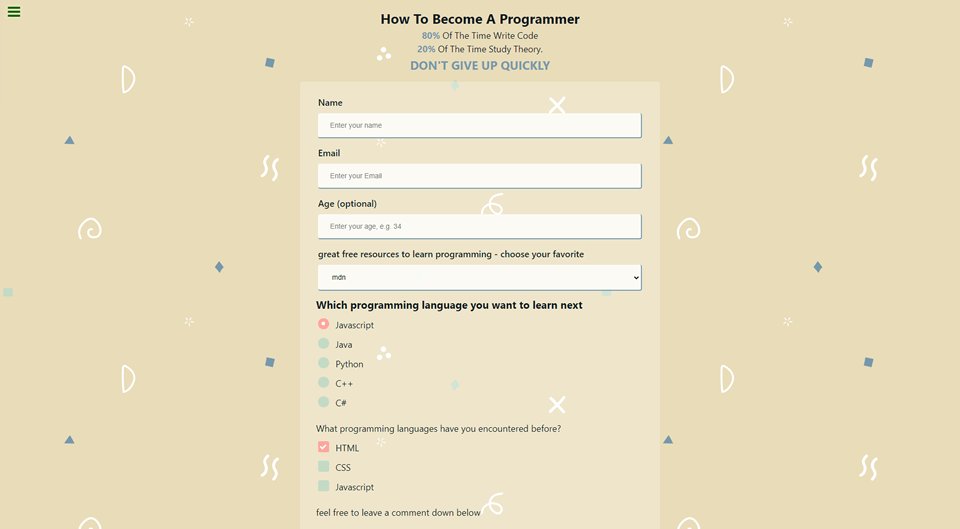 How To Become A Programmer
80% Of The Time Write Code
20% Of The Time Study Theory.
DON'T GIVE UP QUICKLY
Name
Enter your name
Email
Enter your Email
Age (optional)
Enter your age, e.g. 34
great free resources to learn programming - choose your favorite
mdn
Which programming language you want to learn next
Javascript
Java
Python
C++
C#
What programming languages have you encountered before?
HTML
CSS
Javascript
feel free to leave a comment down below